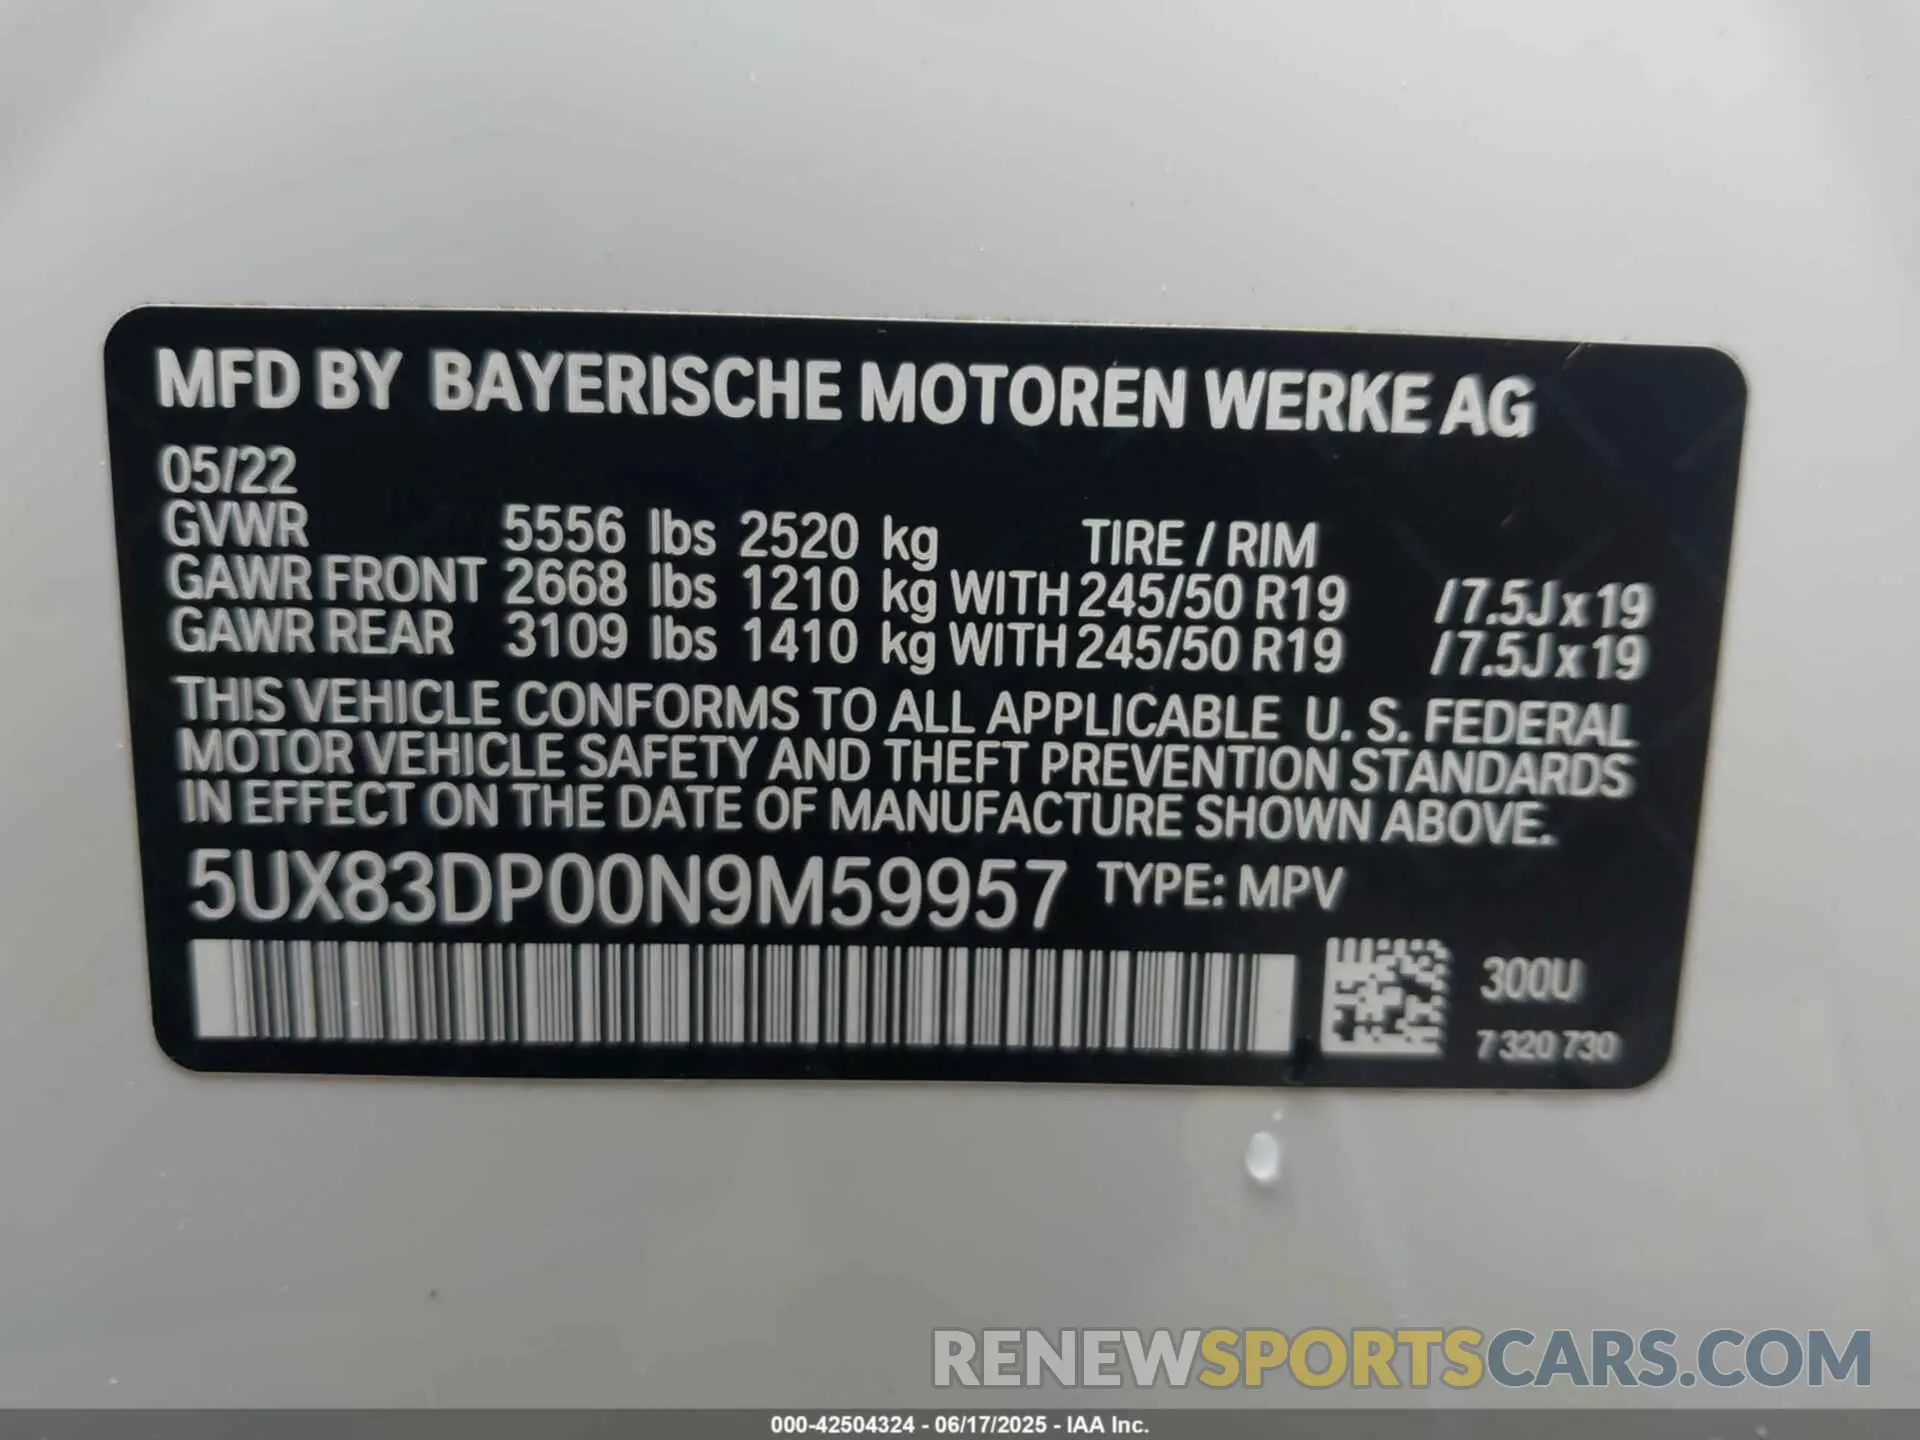 MFD BY BAYERISCHE MOTOREN WERKE AG
05/22
GVWR 5556 lbs 2520 kg TIRE / RIM
GAWR FRONT 2668 lbs 1210 kg WITH 245/50 R19 / 7.5J x 19
GAWR REAR 3109 lbs 1410 kg WITH 245/50 R19 / 7.5J x 19
THIS VEHICLE CONFORMS TO ALL APPLICABLE U. S. FEDERAL
MOTOR VEHICLE SAFETY AND THEFT PREVENTION STANDARDS
IN EFFECT ON THE DATE OF MANUFACTURE SHOWN ABOVE.
5UX83DP00N9M59957 TYPE: MPV
300U
7 320 730
RENEWSPORTSCARS.COM
000-42504324 - 06/17/2025 - IAA Inc.